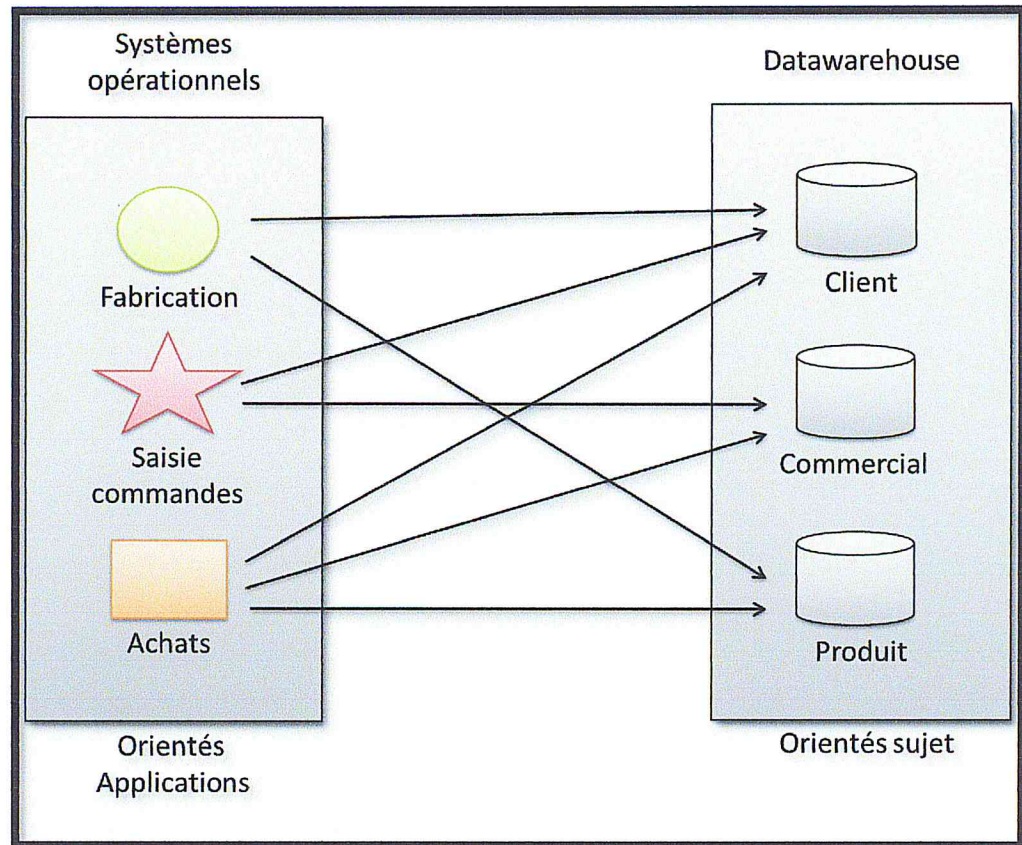 Systèmes
opérationnels
Fabrication
Saisie
commandes
Achats
Orientés
Applications
Datawarehouse
Client
Commercial
Produit
Orientés sujet